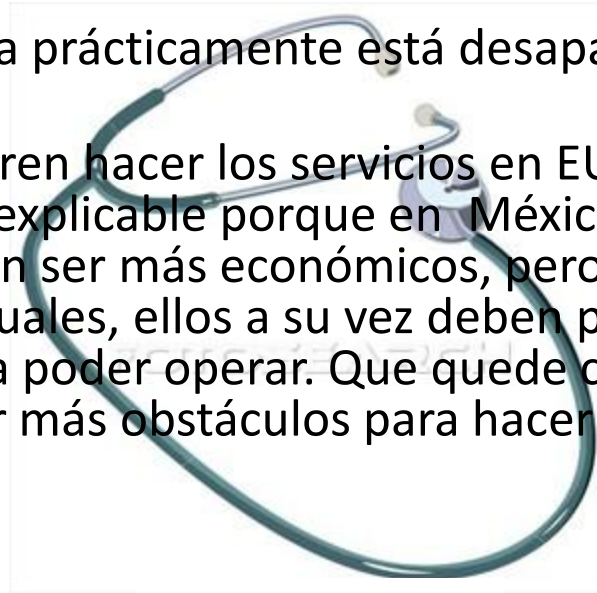 a prácticamente está desapa
ren hacer los servicios en EU
explicable porque en México
n ser más económicos, pero
uales, ellos a su vez deben p
a poder operar. Que quede c
r más obstáculos para hacer